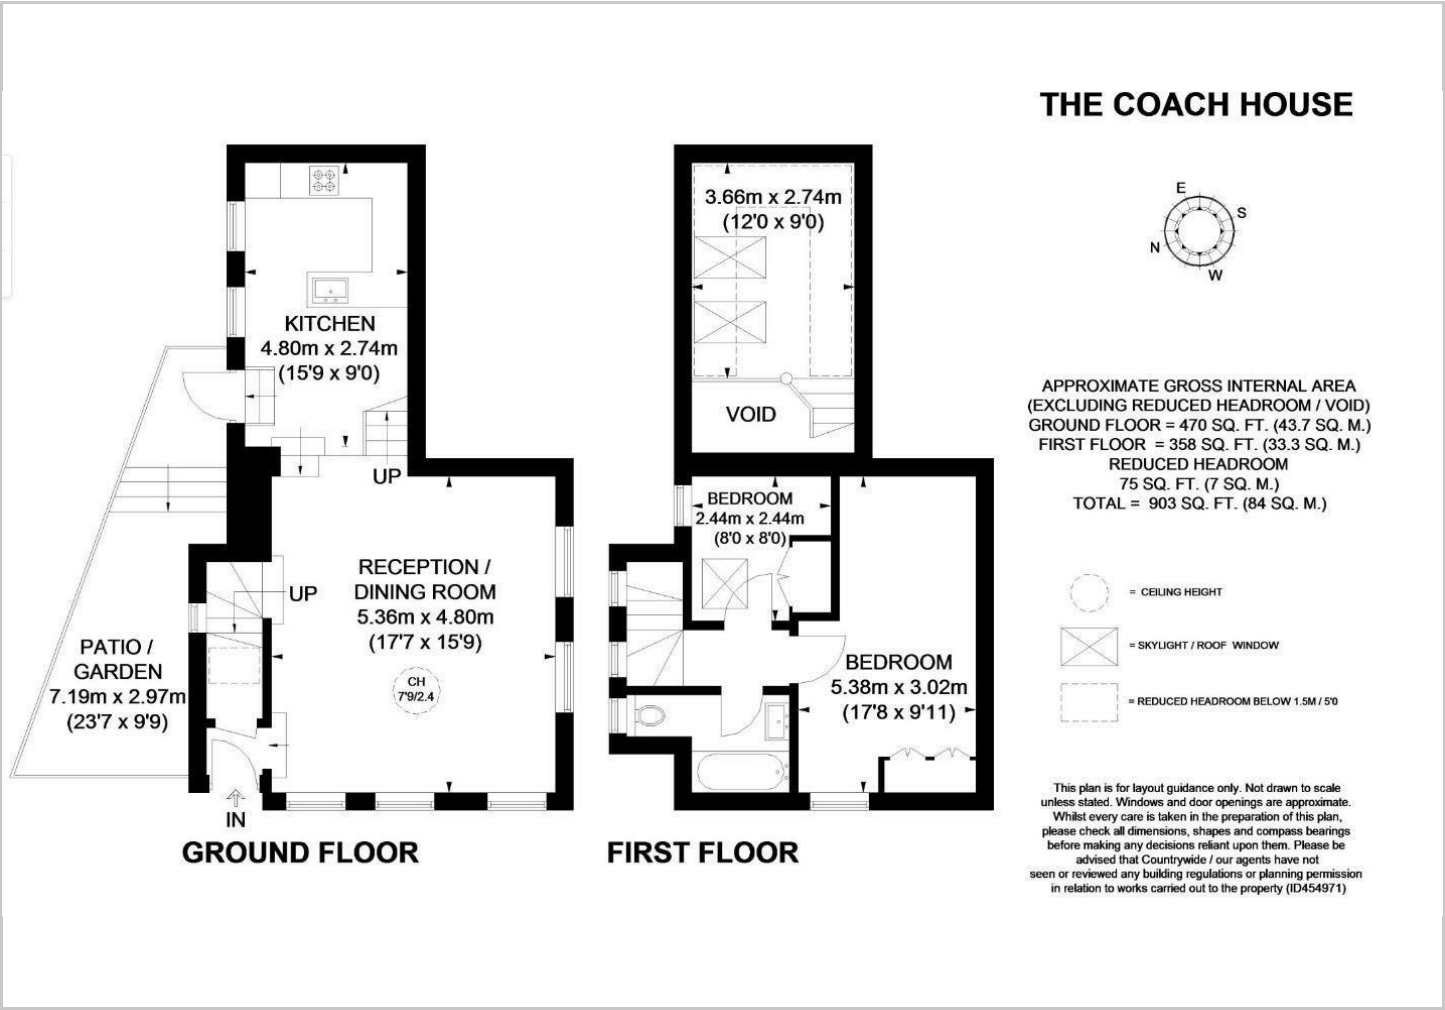 THE COACH HOUSE
E
S
N
W
3.66m x 2.74m
(12'0 x 9'0)
KITCHEN
4.80m x 2.74m
(15'9 x 9'0)
VOID
UP
BEDROOM
2.44m x 2.44m
(8'0 x 8'0)
RECEPTION /
DINING ROOM
5.36m x 4.80m
(17'7 x 15'9)
CH
7'9/2.4
UP
PATIO /
GARDEN
7.19m x 2.97m
(23'7 x 9'9)
BEDROOM
5.38m x 3.02m
(17'8 x 9'11)
IN
GROUND FLOOR
FIRST FLOOR
APPROXIMATE GROSS INTERNAL AREA
(EXCLUDING REDUCED HEADROOM / VOID)
GROUND FLOOR = 470 SQ. FT. (43.7 SQ. M.)
FIRST FLOOR = 358 SQ. FT. (33.3 SQ. M.)
REDUCED HEADROOM
75 SQ. FT. (7 SQ. M.)
TOTAL = 903 SQ. FT. (84 SQ. M.)
= CEILING HEIGHT
= SKYLIGHT / ROOF WINDOW
= REDUCED HEADROOM BELOW 1.5M / 5'0
This plan is for layout guidance only. Not drawn to scale
unless stated. Windows and door openings are approximate.
Whilst every care is taken in the preparation of this plan,
please check all dimensions, shapes and compass bearings
before making any decisions reliant upon them. Please be
advised that Countrywide / our agents have not
seen or reviewed any building regulations or planning permission
in relation to works carried out to the property (ID454971)